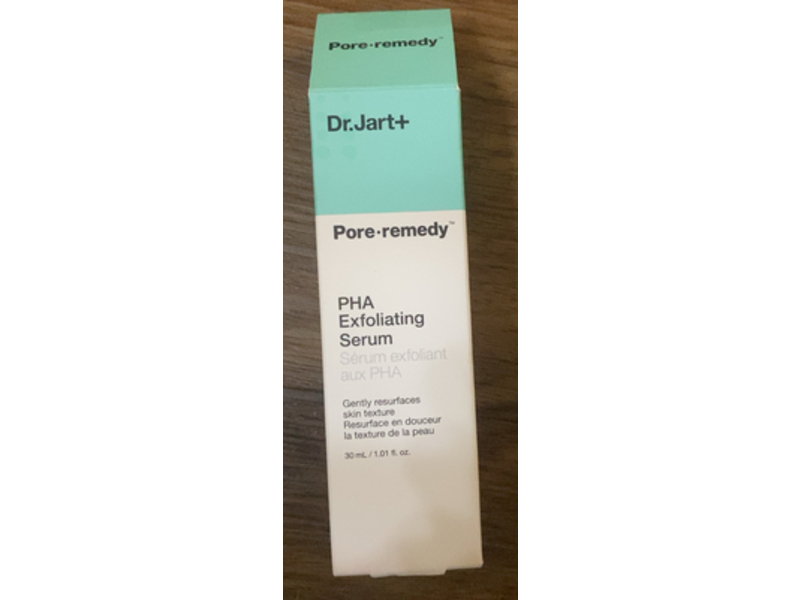 Pore·remedy™
Dr.Jart+
Pore·remedy™
PHA
Exfoliating
Serum
Sérum exfoliant
aux PHA
Gently resurfaces
skin texture
Resurface en douceur
la texture de la peau
30 mL / 1.01 fl. oz.